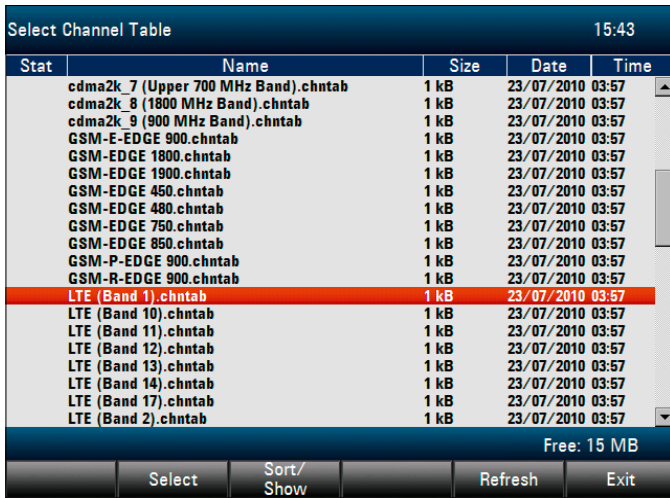 Select Channel Table 15:43
Stat Name Size Date Time
cdma2k_7 (Upper 700 MHz Band).chntab 1 kB 23/07/2010 03:57
cdma2k_8 (1800 MHz Band).chntab 1 kB 23/07/2010 03:57
cdma2k_9 (900 MHz Band).chntab 1 kB 23/07/2010 03:57
GSM-E-EDGE 900.chntab 1 kB 23/07/2010 03:57
GSM-EDGE 1800.chntab 1 kB 23/07/2010 03:57
GSM-EDGE 1900.chntab 1 kB 23/07/2010 03:57
GSM-EDGE 450.chntab 1 kB 23/07/2010 03:57
GSM-EDGE 480.chntab 1 kB 23/07/2010 03:57
GSM-EDGE 750.chntab 1 kB 23/07/2010 03:57
GSM-EDGE 850.chntab 1 kB 23/07/2010 03:57
GSM-P-EDGE 900.chntab 1 kB 23/07/2010 03:57
GSM-R-EDGE 900.chntab 1 kB 23/07/2010 03:57
LTE (Band 1).chntab 1 kB 23/07/2010 03:57
LTE (Band 10).chntab 1 kB 23/07/2010 03:57
LTE (Band 11).chntab 1 kB 23/07/2010 03:57
LTE (Band 12).chntab 1 kB 23/07/2010 03:57
LTE (Band 13).chntab 1 kB 23/07/2010 03:57
LTE (Band 14).chntab 1 kB 23/07/2010 03:57
LTE (Band 17).chntab 1 kB 23/07/2010 03:57
LTE (Band 2).chntab 1 kB 23/07/2010 03:57
Free: 15 MB
Select Sort/ Refresh Exit
Show